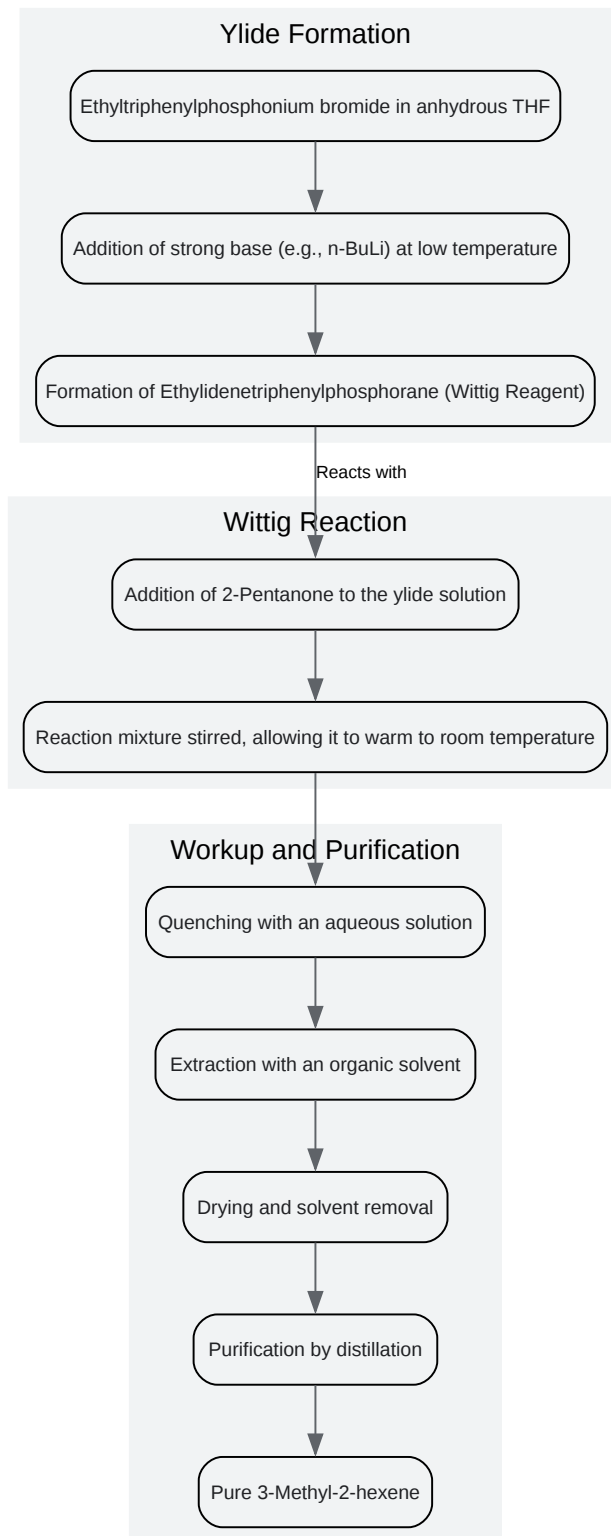 Ylide Formation
Ethyltriphenylphosphonium bromide in anhydrous THF
Addition of strong base (e.g., n-BuLi) at low temperature
Formation of Ethylidenetriphenylphosphorane (Wittig Reagent)
Reacts with
Wittig Reaction
Addition of 2-Pentanone to the ylide solution
Reaction mixture stirred, allowing it to warm to room temperature
Workup and Purification
Quenching with an aqueous solution
Extraction with an organic solvent
Drying and solvent removal
Purification by distillation
Pure 3-Methyl-2-hexene